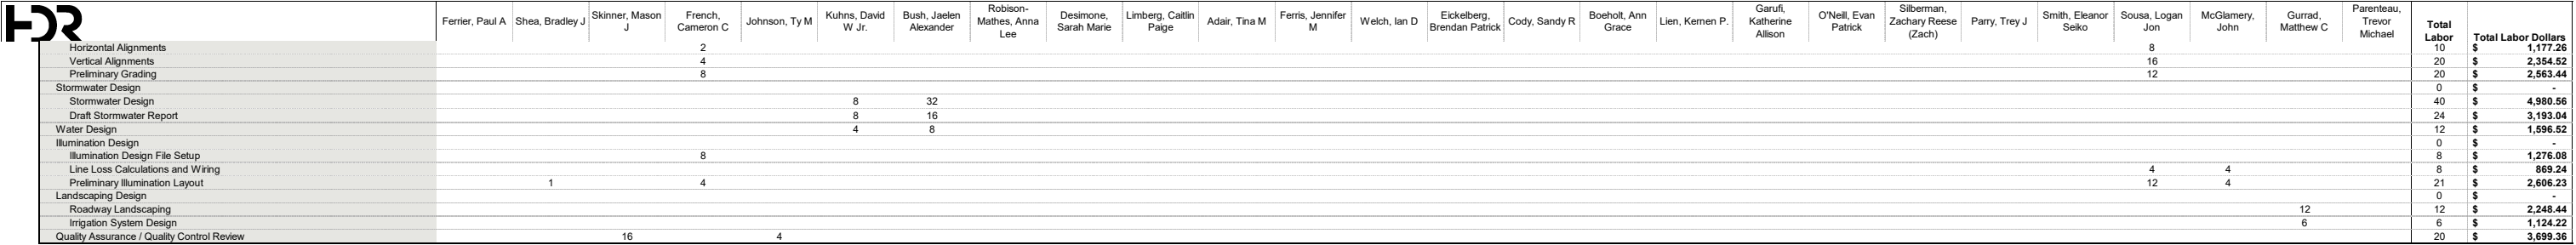 HDR
Ferrier, Paul A Shea, Bradley J Skinner, Mason J French, Cameron C Johnson, Ty M Kuhns, David W Jr. Bush, Jaelen Alexander Robison-Mathes, Anna Lee Desimone, Sarah Marie Limberg, Caitlin Paige Adair, Tina M Ferris, Jennifer M Welch, Ian D Eickelberg, Brendan Patrick Cody, Sandy R Boeholt, Ann Grace Lien, Kernen P. Garufi, Katherine Allison O'Neill, Evan Patrick Silberman, Zachary Reese (Zach) Parry, Trey J Smith, Eleanor Seiko Sousa, Logan Jon McGlamery, John Gurrad, Matthew C Parenteau, Trevor Michael Total Labor Total Labor Dollars
Horizontal Alignments 2 8 10 $ 1,177.26
Vertical Alignments 4 16 20 $ 2,354.52
Preliminary Grading 8 12 20 $ 2,563.44
Stormwater Design 0 $ -
Stormwater Design 8 32 40 $ 4,980.56
Draft Stormwater Report 8 16 24 $ 3,193.04
Water Design 4 8 12 $ 1,596.52
Illumination Design 0 $ -
Illumination Design File Setup 8 8 $ 1,276.08
Line Loss Calculations and Wiring 4 4 8 $ 869.24
Preliminary Illumination Layout 1 4 12 4 21 $ 2,606.23
Landscaping Design 0 $ -
Roadway Landscaping 12 12 $ 2,248.44
Irrigation System Design 6 6 $ 1,124.22
Quality Assurance / Quality Control Review 16 4 20 $ 3,699.36